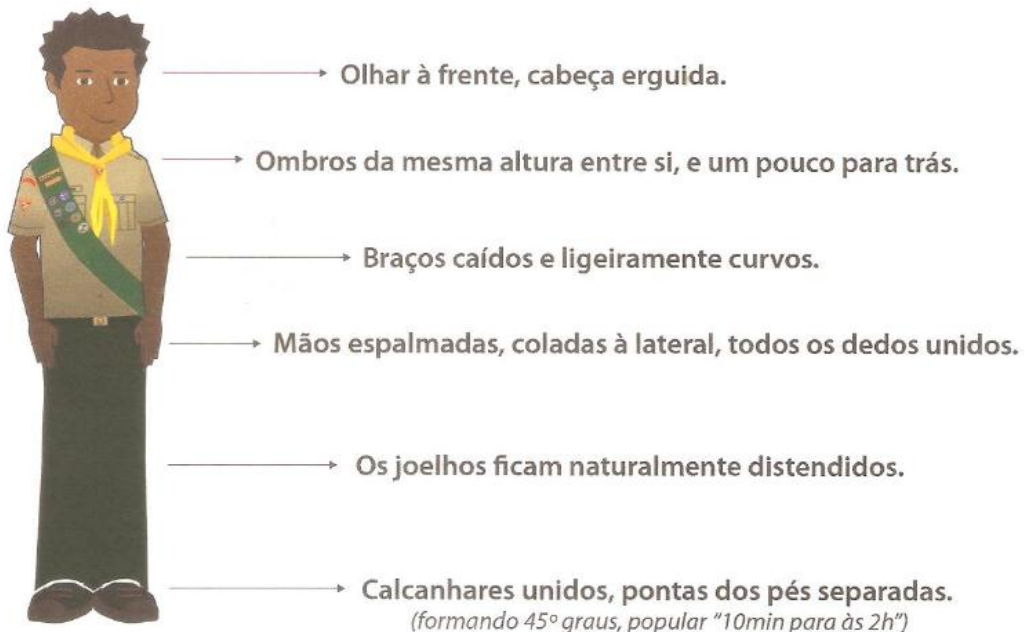 Olhar à frente, cabeça erguida.
Ombros da mesma altura entre si, e um pouco para trás.
Braços caídos e ligeiramente curvos.
Mãos espalmadas, coladas à lateral, todos os dedos unidos.
Os joelhos ficam naturalmente distendidos.
Calcanhares unidos, pontas dos pés separadas.
(formando 45º graus, popular “10min para às 2h”)